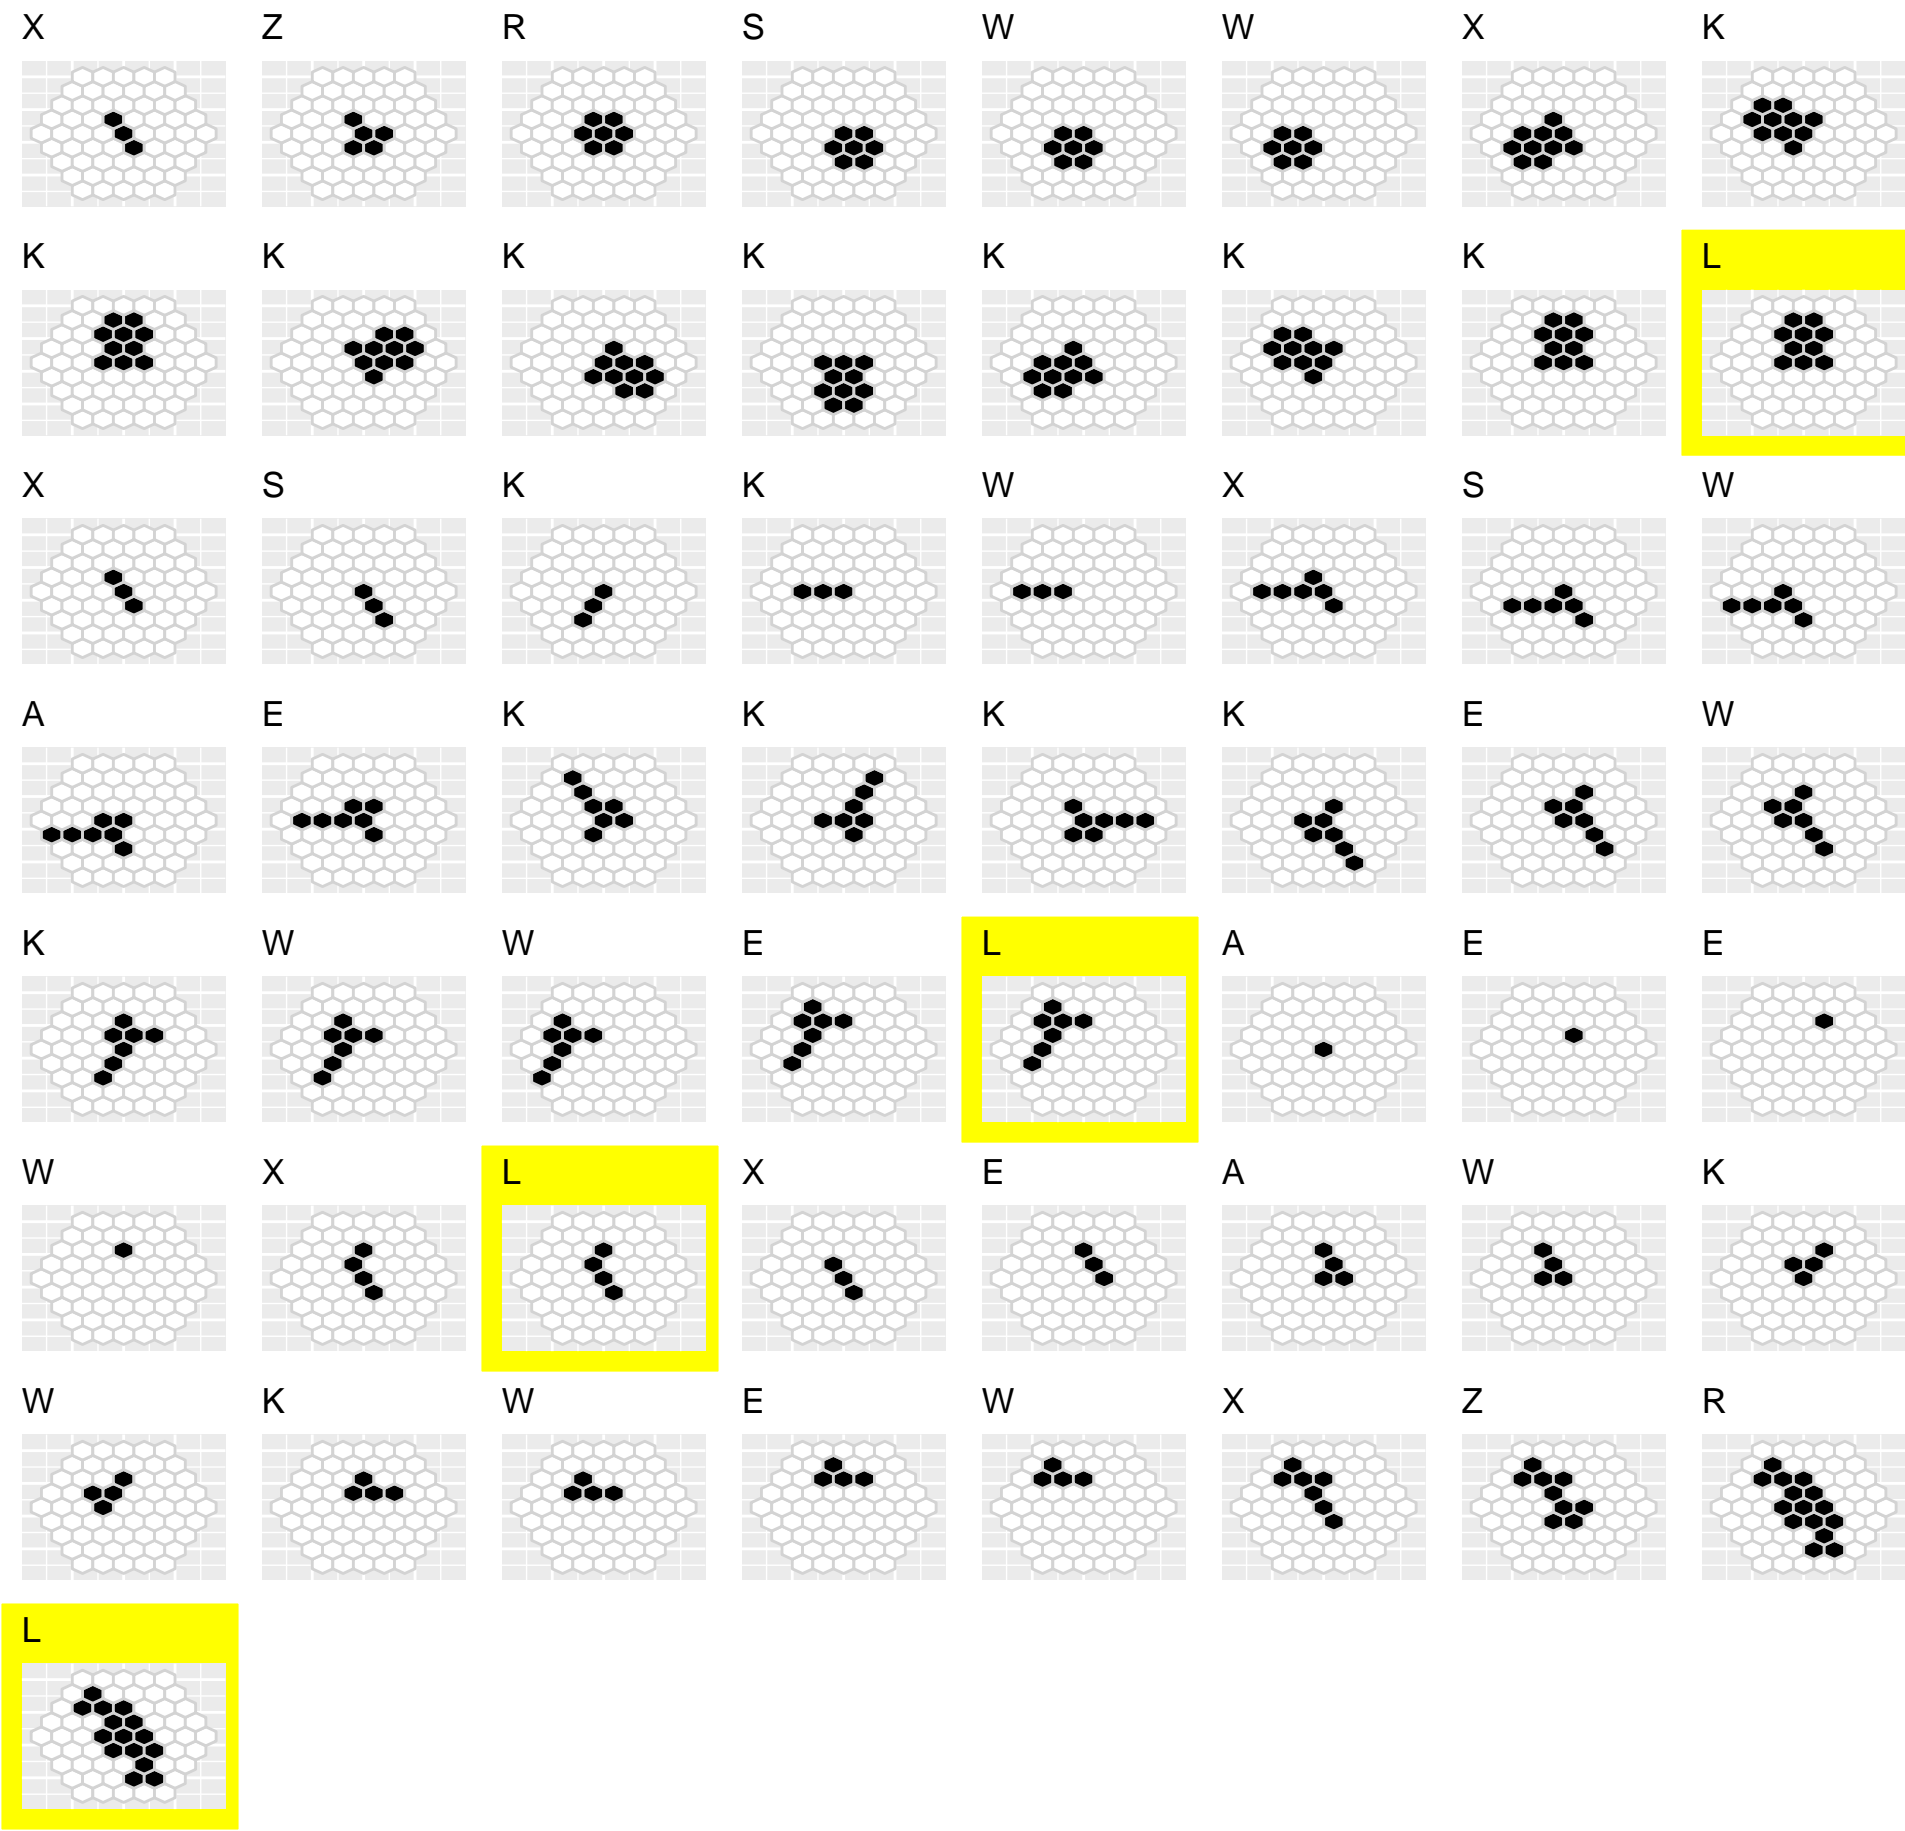 X Z R S W W X K
K K K K K K K L
X S K K W X S W
A E K K K K E W
K W W E L A E E
W X L X E A W K
W K W E W X Z R
L